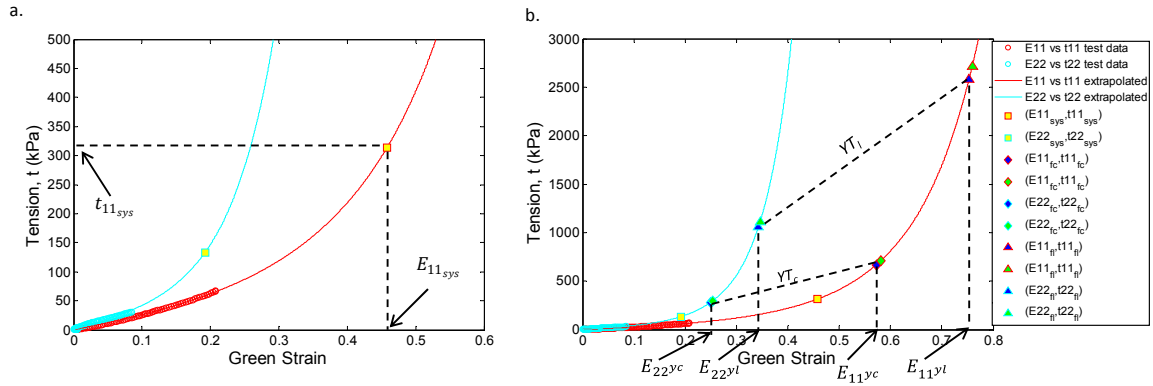 a.
b.
500
450
400
350
300
250
200
150
100
50
0
0 0.1 0.2 0.3 0.4 0.5 0.6
Tension, t (kPa)
Green Strain
t11sys
E11sys
3000
2500
2000
1500
1000
500
0
0 0.1 0.2 0.3 0.4 0.5 0.6 0.7 0.8
Tension, t (kPa)
Green Strain
γTl
γTc
E22yc
E22yl
E11yc
E11yl
E11 vs t11 test data
E22 vs t22 test data
E11 vs t11 extrapolated
E22 vs t22 extrapolated
(E11sys,t11sys)
(E22sys,t22sys)
(E11fc,t11fc)
(E11fc,t11fc)
(E22fc,t22fc)
(E22fc,t22fc)
(E11fl,t11fl)
(E11fl,t11fl)
(E22fl,t22fl)
(E22fl,t22fl)